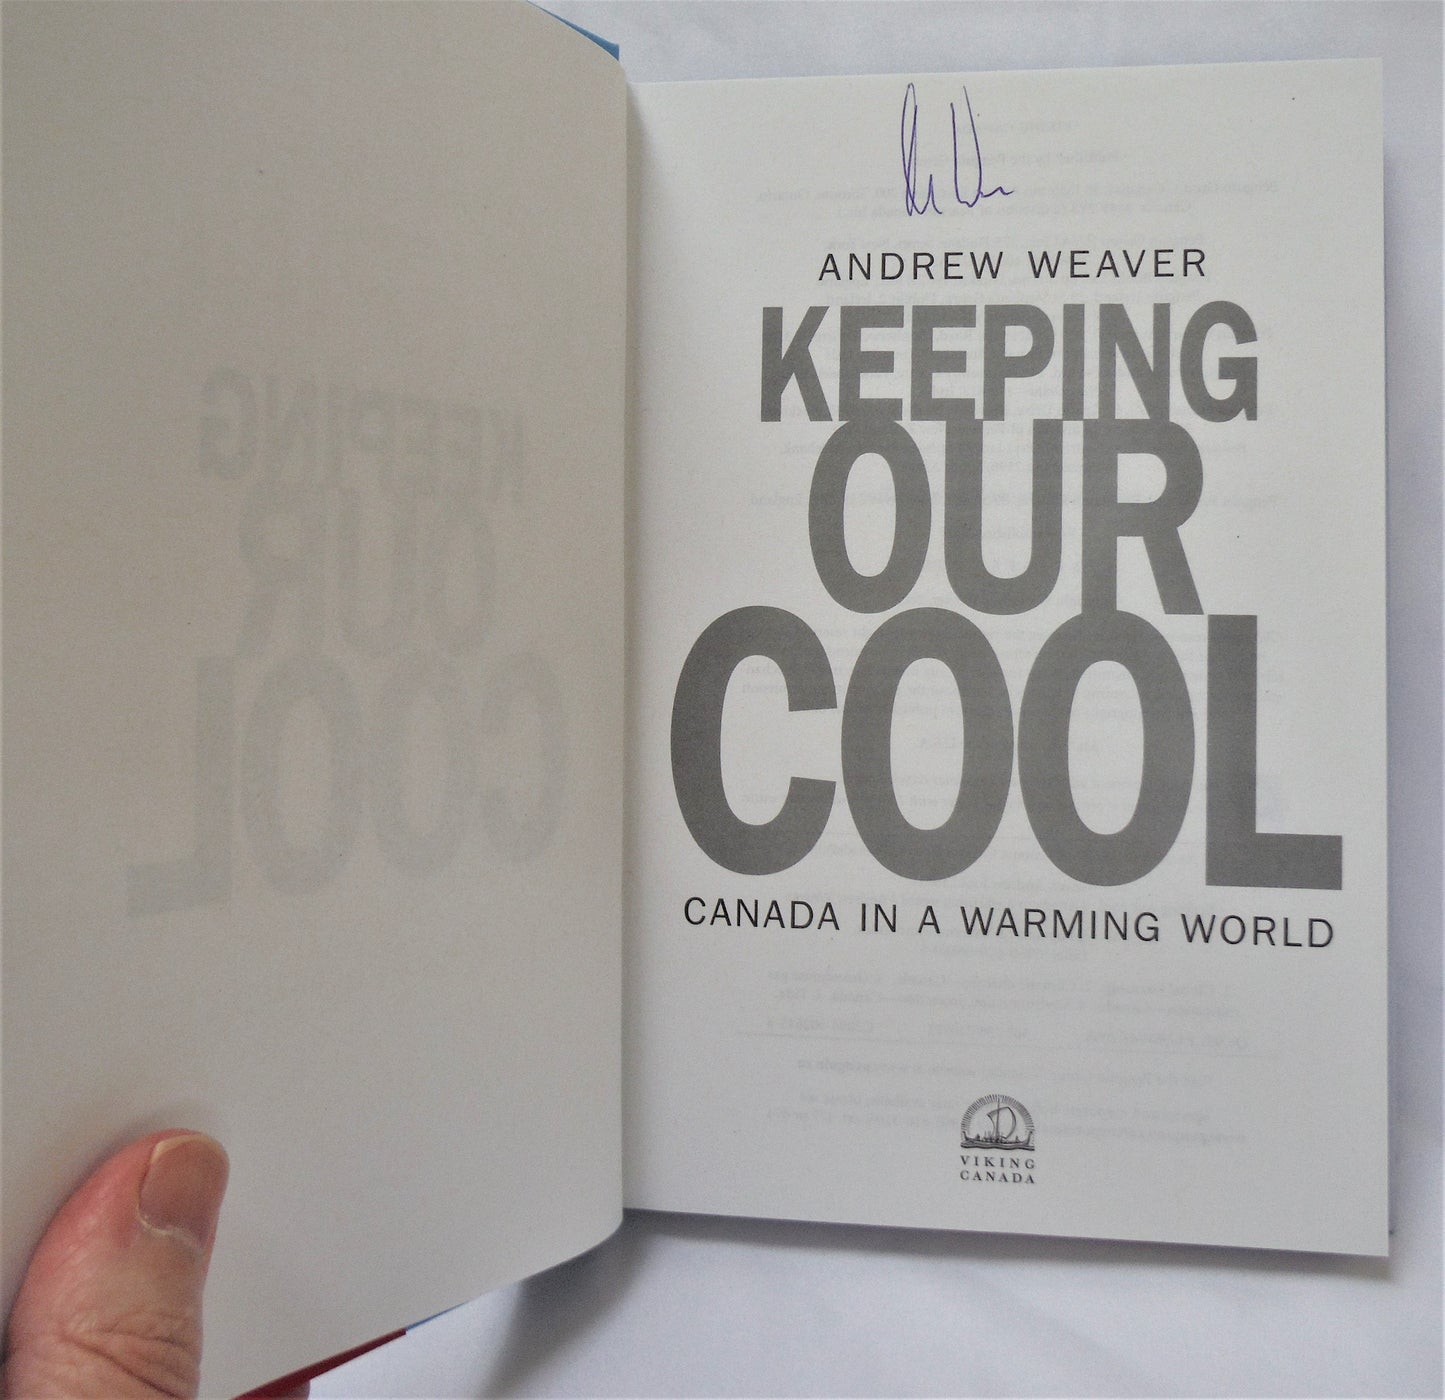 ANDREW WEAVER
KEEPING
OUR
COOL
CANADA IN A WARMING WORLD
VIKING
CANADA